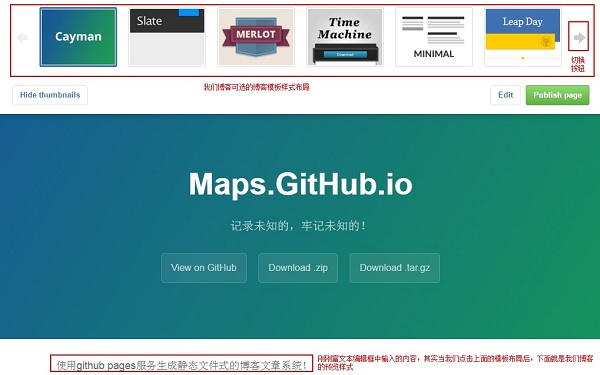 Cayman
Slate
MERLOT
Time
Machine
Download
MINIMAL
Leap Day
切换
按钮
我们博客可选的博客模板样式布局
Hide thumbnails
Edit
Publish page
Maps.GitHub.io
记录未知的，牢记未知的！
View on GitHub
Download .zip
Download .tar.gz
使用github pages服务生成静态文件式的博客文章系统！
刚刚富文本编辑框中输入的内容，其实当我们点击上面的模板布局后，下面就是我们博客
的预览样式